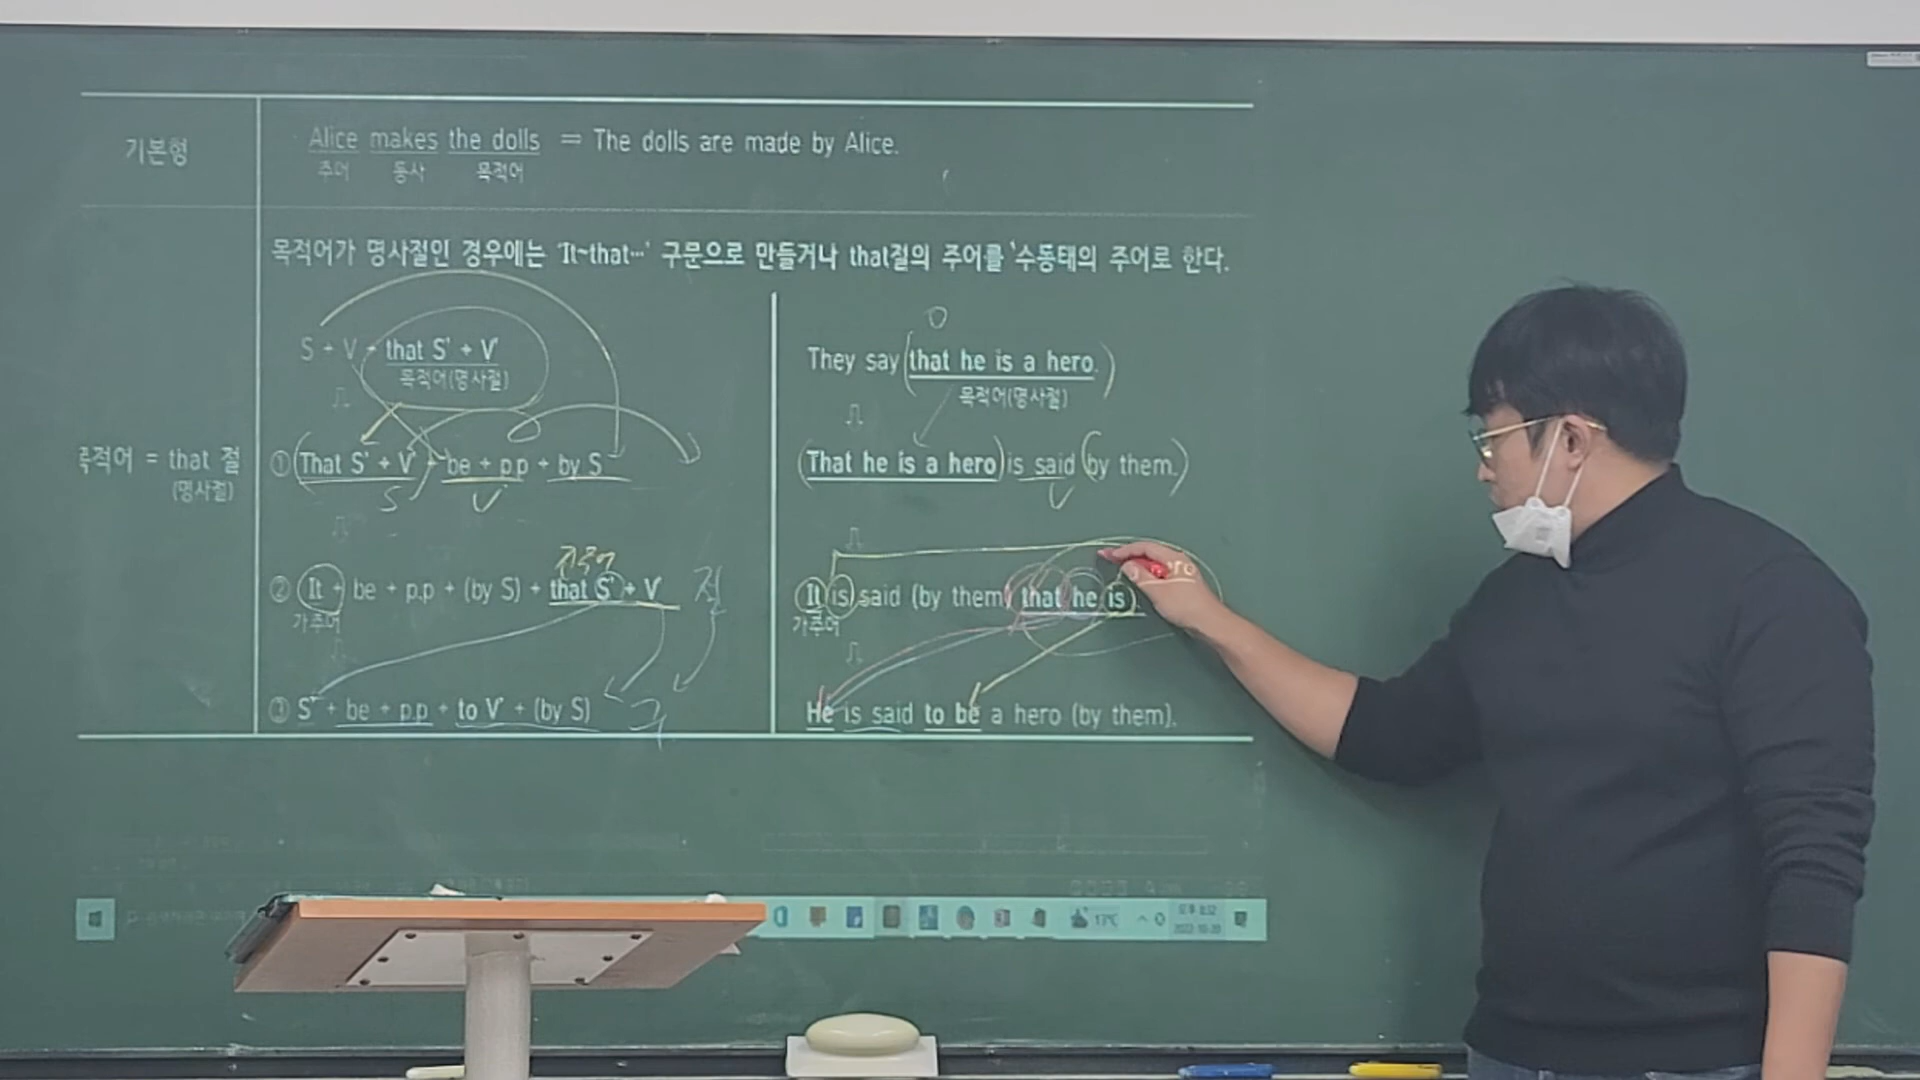 기본형
Alice makes the dolls = The dolls are made by Alice.
주어 동사 목적어
목적어가 명사절인 경우에는 'It~that…' 구문으로 만들거나 that절의 주어를 '수동태의 주어로 한다.
목적어 = that 절
(명사절)
S + V + that S' + V'
목적어(명사절)
① That S' + V' + be + p.p + by S
S V
진주어
② It + be + p.p + (by S) + that S' + V' 절
가주어
③ S' + be + p.p + to V' + (by S) 구
O
They say that he is a hero.
목적어(명사절)
That he is a hero is said (by them.)
V
It is said (by them) that he is
가주어
He is said to be a hero (by them).
13℃
2022-10-20